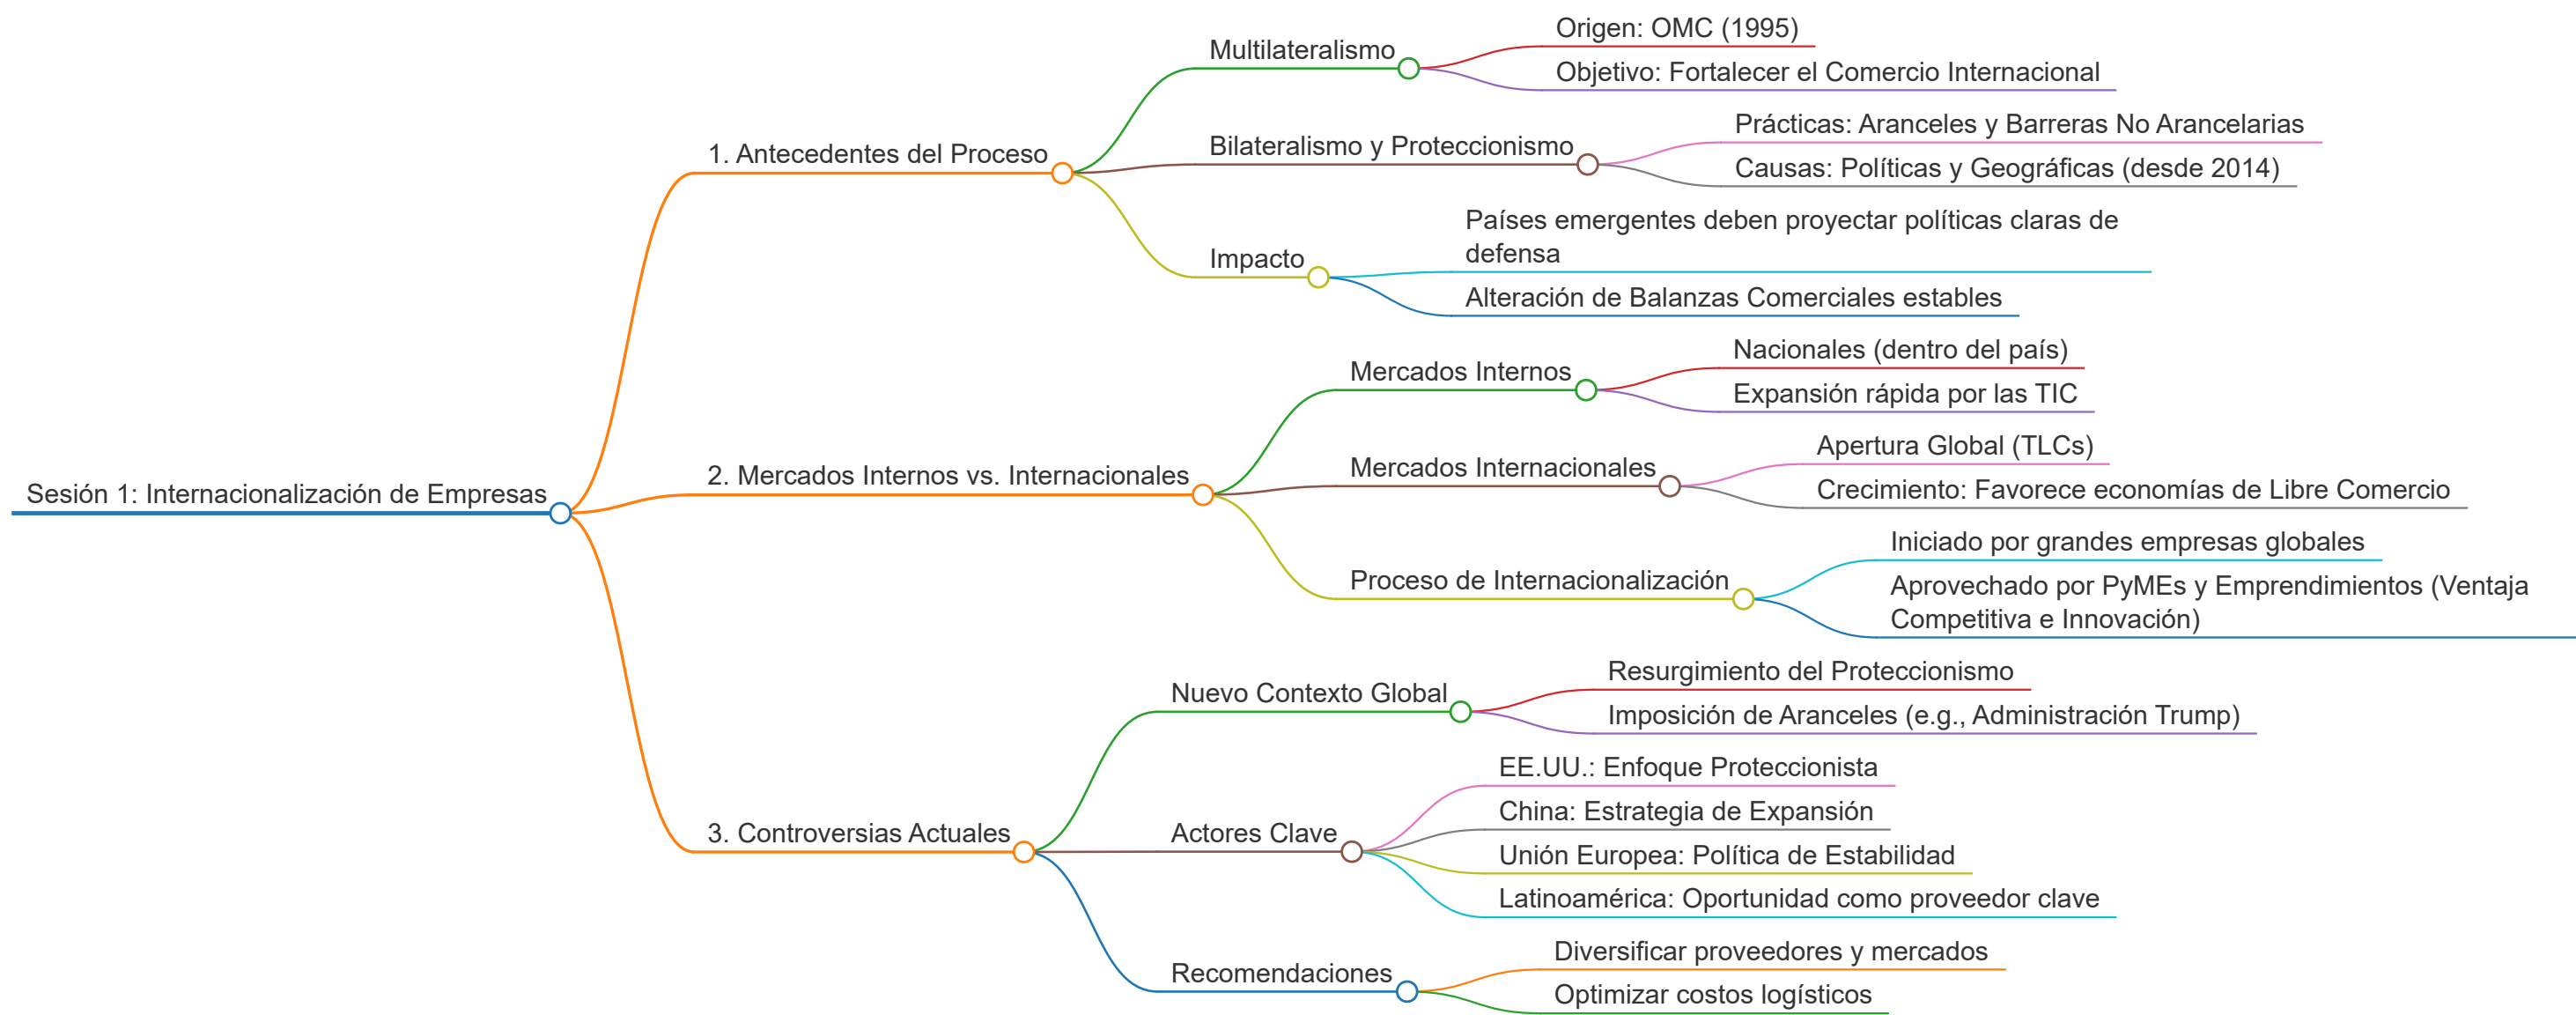 Sesión 1: Internacionalización de Empresas
1. Antecedentes del Proceso
Multilateralismo
Origen: OMC (1995)
Objetivo: Fortalecer el Comercio Internacional
Bilateralismo y Proteccionismo
Prácticas: Aranceles y Barreras No Arancelarias
Causas: Políticas y Geográficas (desde 2014)
Impacto
Países emergentes deben proyectar políticas claras de
defensa
Alteración de Balanzas Comerciales estables
2. Mercados Internos vs. Internacionales
Mercados Internos
Nacionales (dentro del país)
Expansión rápida por las TIC
Mercados Internacionales
Apertura Global (TLCs)
Crecimiento: Favorece economías de Libre Comercio
Proceso de Internacionalización
Iniciado por grandes empresas globales
Aprovechado por PyMEs y Emprendimientos (Ventaja
Competitiva e Innovación)
3. Controversias Actuales
Nuevo Contexto Global
Resurgimiento del Proteccionismo
Imposición de Aranceles (e.g., Administración Trump)
Actores Clave
EE.UU.: Enfoque Proteccionista
China: Estrategia de Expansión
Unión Europea: Política de Estabilidad
Latinoamérica: Oportunidad como proveedor clave
Recomendaciones
Diversificar proveedores y mercados
Optimizar costos logísticos